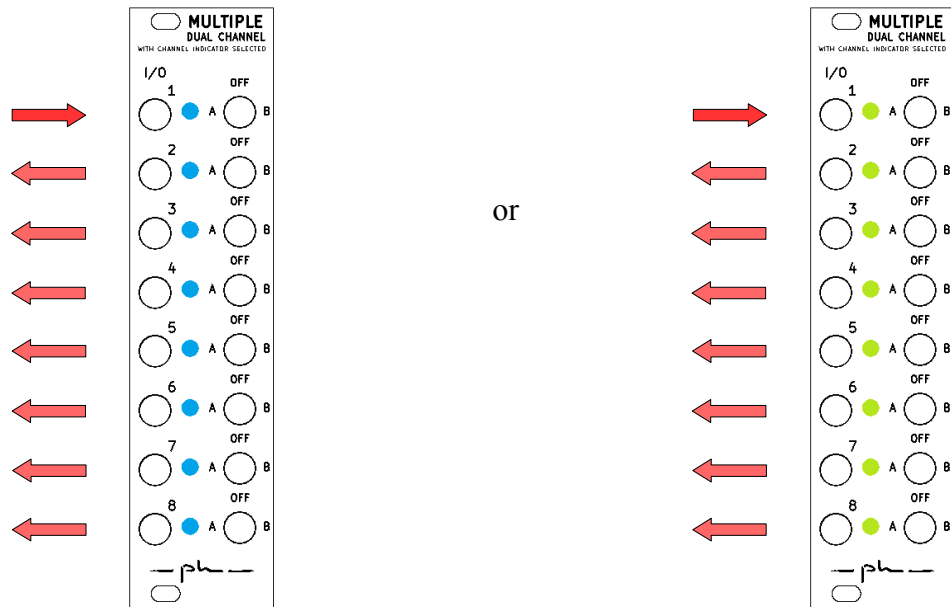 MULTIPLE
DUAL CHANNEL
WITH CHANNEL INDICATOR SELECTED
I/O
OFF
1 A B
OFF
2 A B
OFF
3 A B
OFF
4 A B
OFF
5 A B
OFF
6 A B
OFF
7 A B
OFF
8 A B
ph
or
MULTIPLE
DUAL CHANNEL
WITH CHANNEL INDICATOR SELECTED
I/O
OFF
1 A B
OFF
2 A B
OFF
3 A B
OFF
4 A B
OFF
5 A B
OFF
6 A B
OFF
7 A B
OFF
8 A B
ph